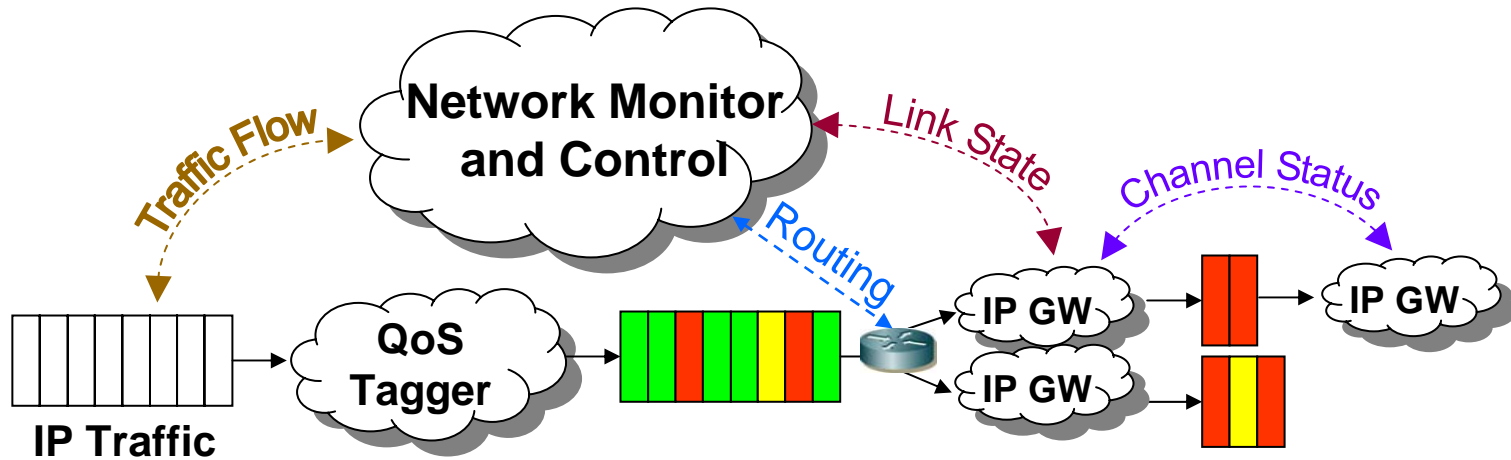 Network Monitor
and Control
Traffic Flow
Link State
Channel Status
Routing
IP GW
IP GW
QoS
Tagger
IP GW
IP Traffic